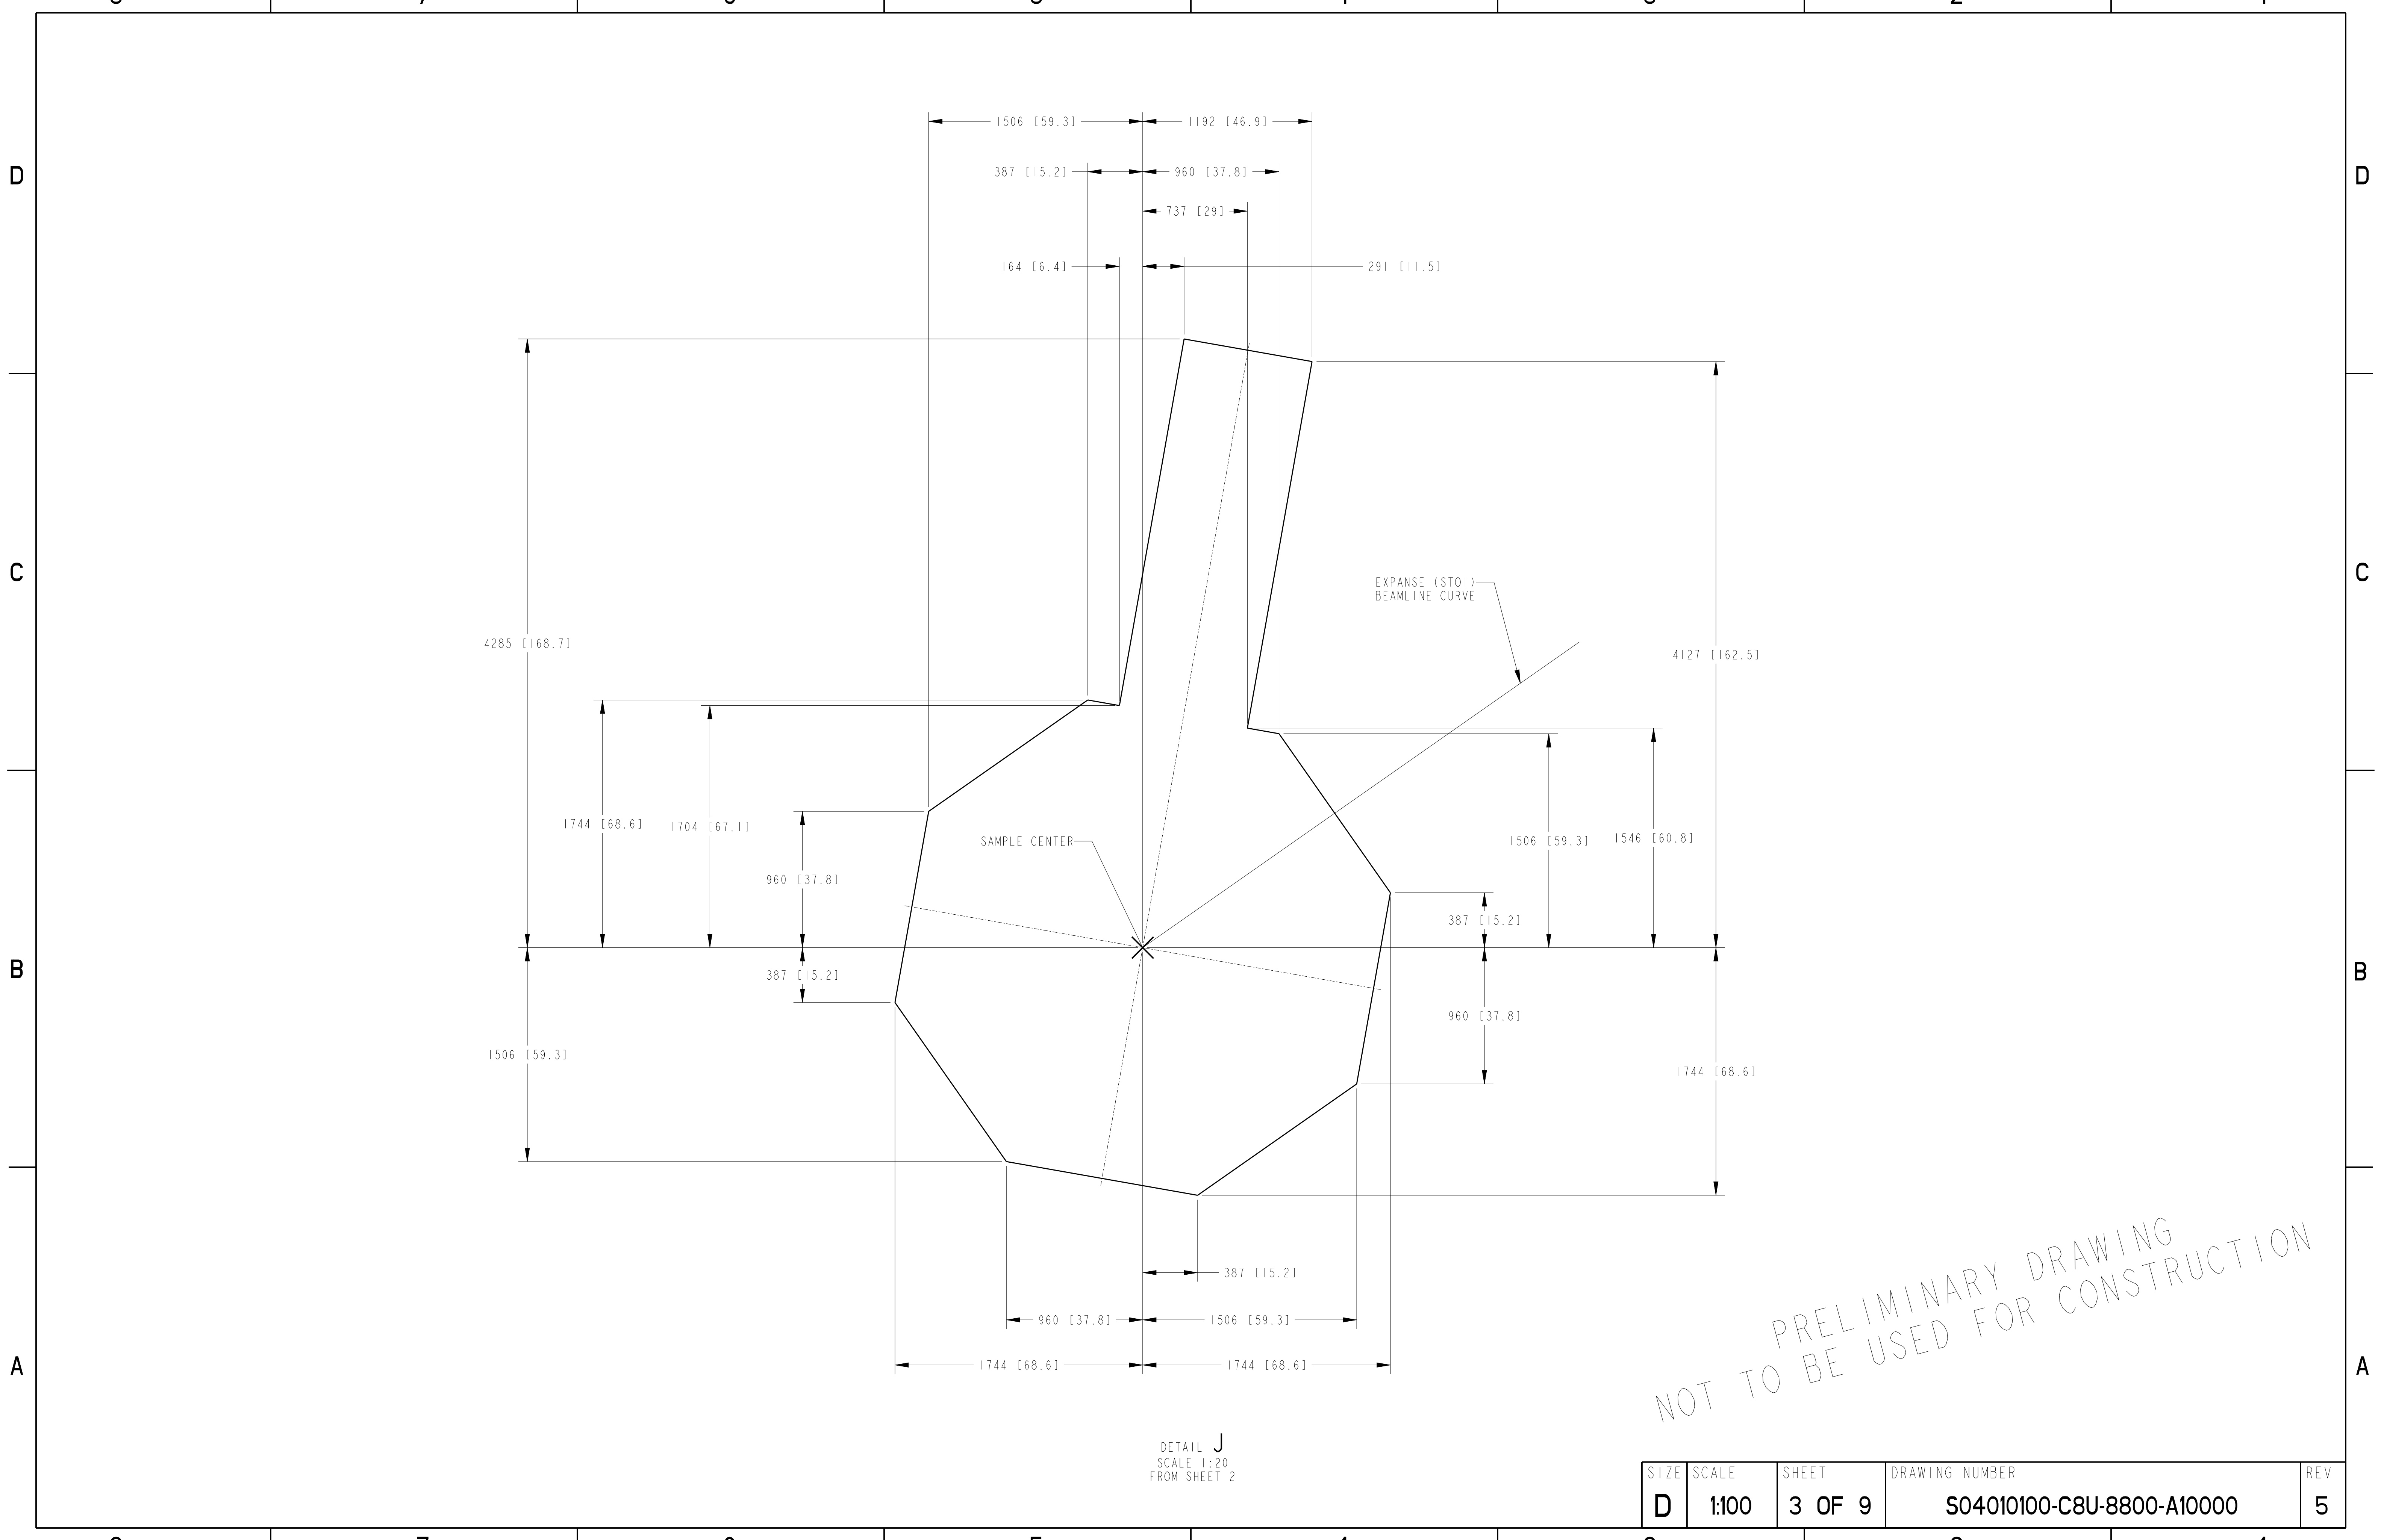 1506 [59.3]
1192 [46.9]
387 [15.2]
960 [37.8]
737 [29]
164 [6.4]
291 [11.5]
D
D
C
C
EXPANSE (ST01)
BEAMLINE CURVE
4285 [168.7]
4127 [162.5]
1744 [68.6]
1704 [67.1]
SAMPLE CENTER
1506 [59.3]
1546 [60.8]
960 [37.8]
387 [15.2]
B
B
387 [15.2]
960 [37.8]
1506 [59.3]
1744 [68.6]
387 [15.2]
960 [37.8]
1506 [59.3]
1744 [68.6]
1744 [68.6]
A
A
PRELIMINARY DRAWING
NOT TO BE USED FOR CONSTRUCTION
DETAIL J
SCALE 1:20
FROM SHEET 2
SIZE SCALE SHEET DRAWING NUMBER REV
D 1:100 3 OF 9 S04010100-C8U-8800-A10000 5